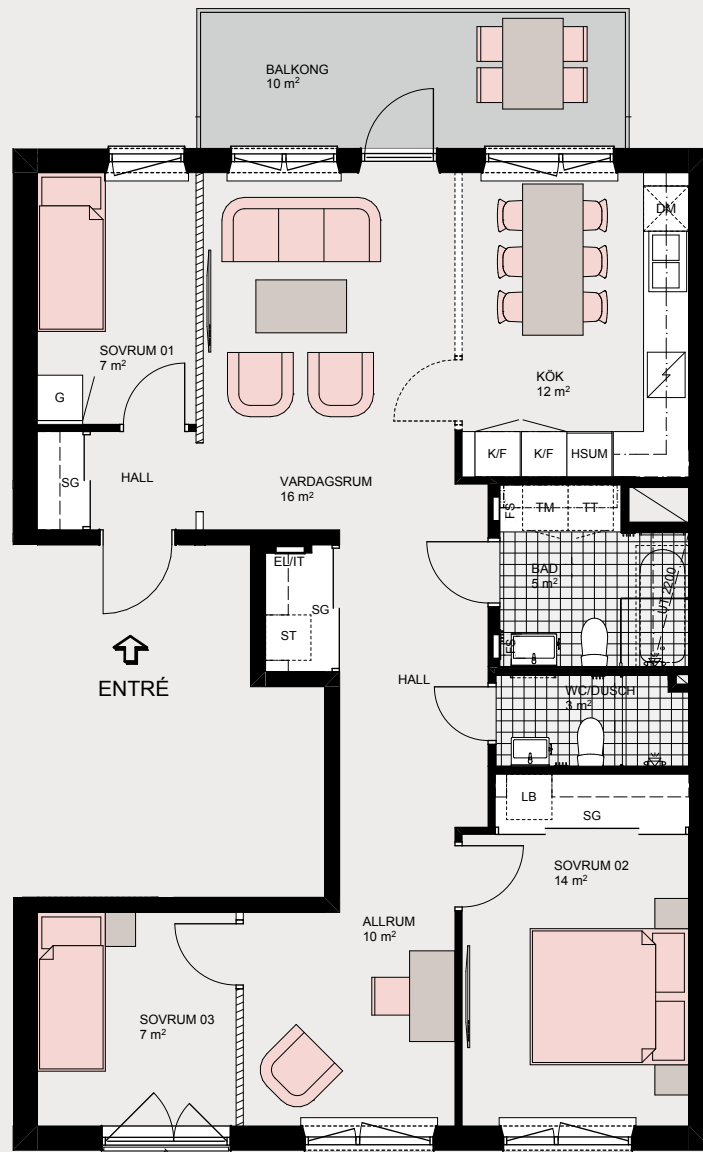 BALKONG
10 m²
DM
SOVRUM 01
7 m²
KÖK
12 m²
G
K/F
K/F
HSUM
SG
HALL
VARDAGSRUM
16 m²
FS
TM
TT
EL/IT
BAD
5 m²
UT 2200
SG
ST
FS
ENTRÉ
HALL
WC/DUSCH
3 m²
LB
SG
SOVRUM 02
14 m²
ALLRUM
10 m²
SOVRUM 03
7 m²